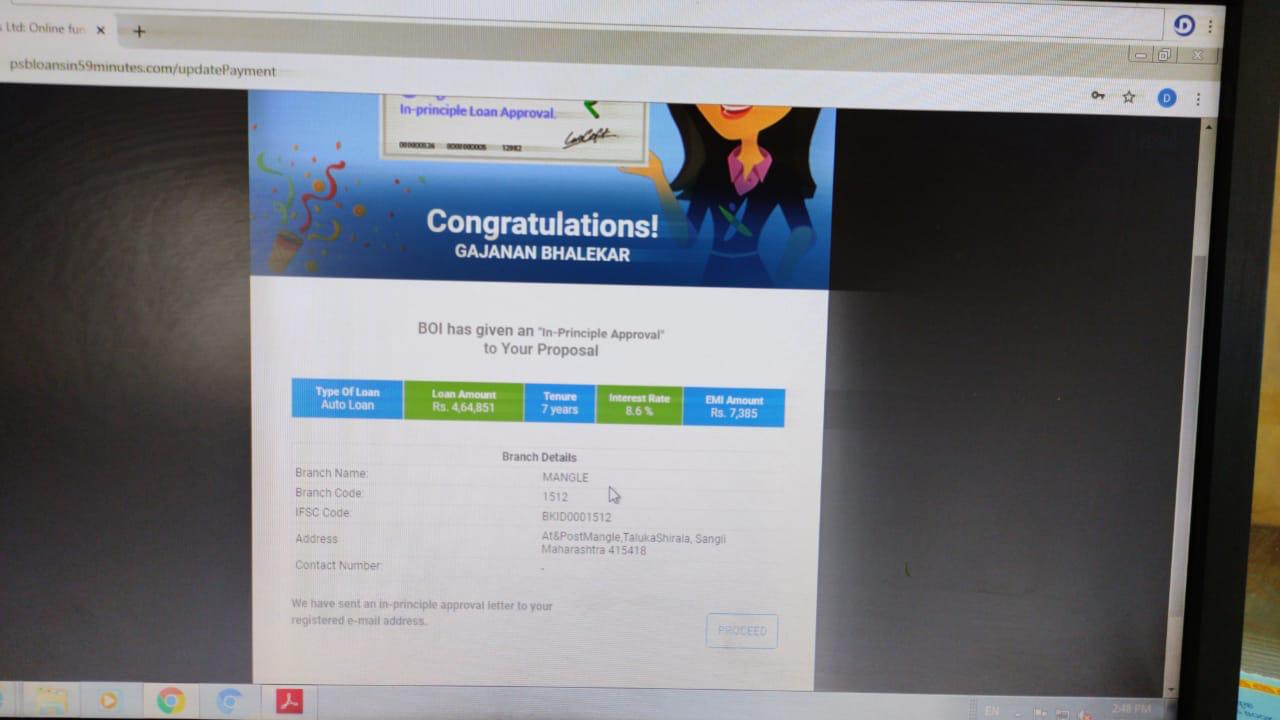 s Ltd: Online fun
psbloansin59minutes.com/updatePayment
In-principle Loan Approval.
000000526 0000000005 12082
Congratulations!
GAJANAN BHALEKAR
BOI has given an "In-Principle Approval"
to Your Proposal
Type Of Loan Loan Amount Tenure Interest Rate EMI Amount
Auto Loan Rs. 4,64,851 7 years 8.6 % Rs. 7,385
Branch Details
Branch Name: MANGLE
Branch Code: 1512
IFSC Code: BKID0001512
Address At&PostMangle,TalukaShirala, Sangli
Maharashtra 415418
Contact Number: -
We have sent an in-principle approval letter to your
registered e-mail address.
PROCEED
EN 2:48 PM